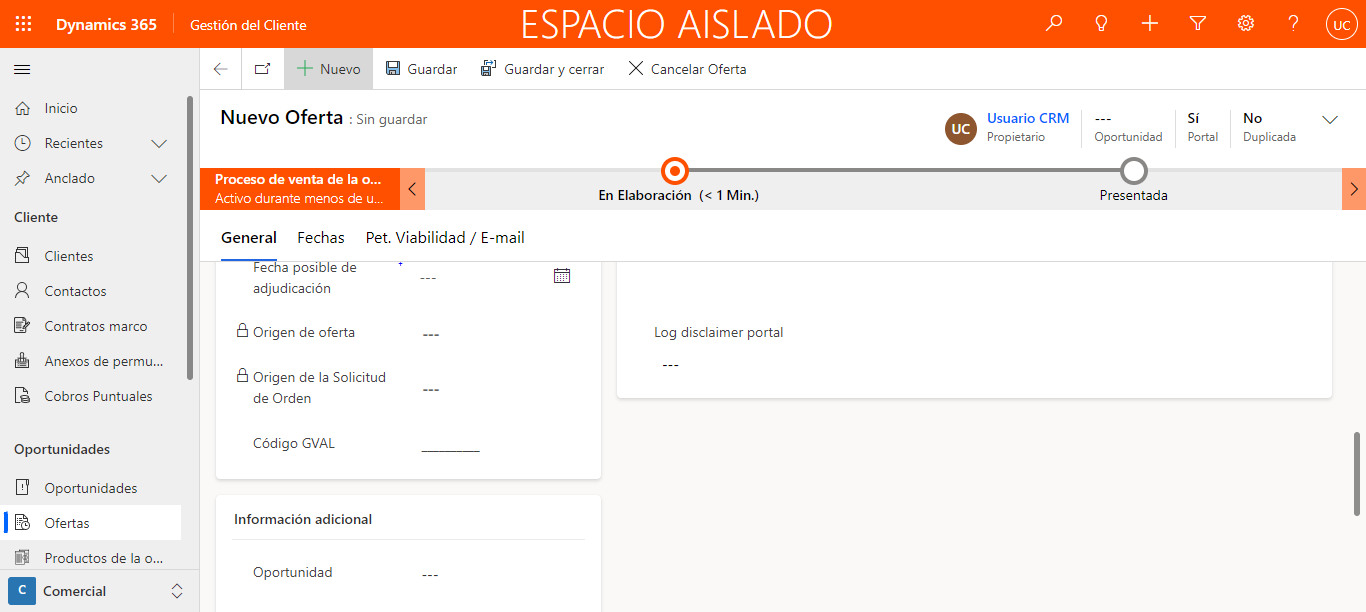 Dynamics 365
Gestión del Cliente
ESPACIO AISLADO
UC
Nuevo
Guardar
Guardar y cerrar
Cancelar Oferta
Inicio
Recientes
Anclado
Cliente
Clientes
Contactos
Contratos marco
Anexos de permu...
Cobros Puntuales
Oportunidades
Oportunidades
Ofertas
Productos de la o...
C
Comercial
Nuevo Oferta : Sin guardar
UC
Usuario CRM
Propietario
---
Oportunidad
Sí
Portal
No
Duplicada
Proceso de venta de la o...
Activo durante menos de u...
En Elaboración (< 1 Min.)
Presentada
General
Fechas
Pet. Viabilidad / E-mail
Fecha posible de
adjudicación
---
Origen de oferta
---
Origen de la Solicitud
de Orden
---
Código GVAL
__________
Log disclaimer portal
---
Información adicional
Oportunidad
---